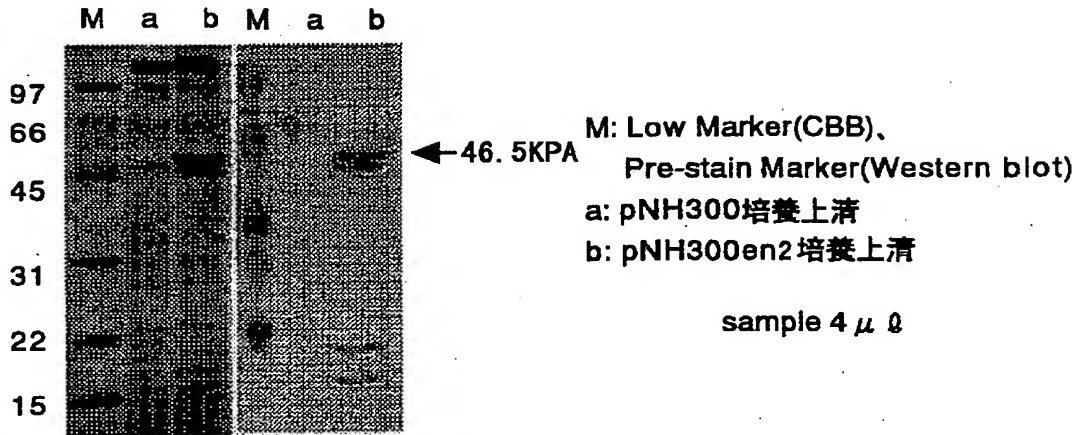 M a b M a b
97
66
45
31
22
15
46.5KPA
M: Low Marker(CBB)、
Pre-stain Marker(Western blot)
a: pNH300培養上清
b: pNH300en2培養上清
sample 4 μ ℓ